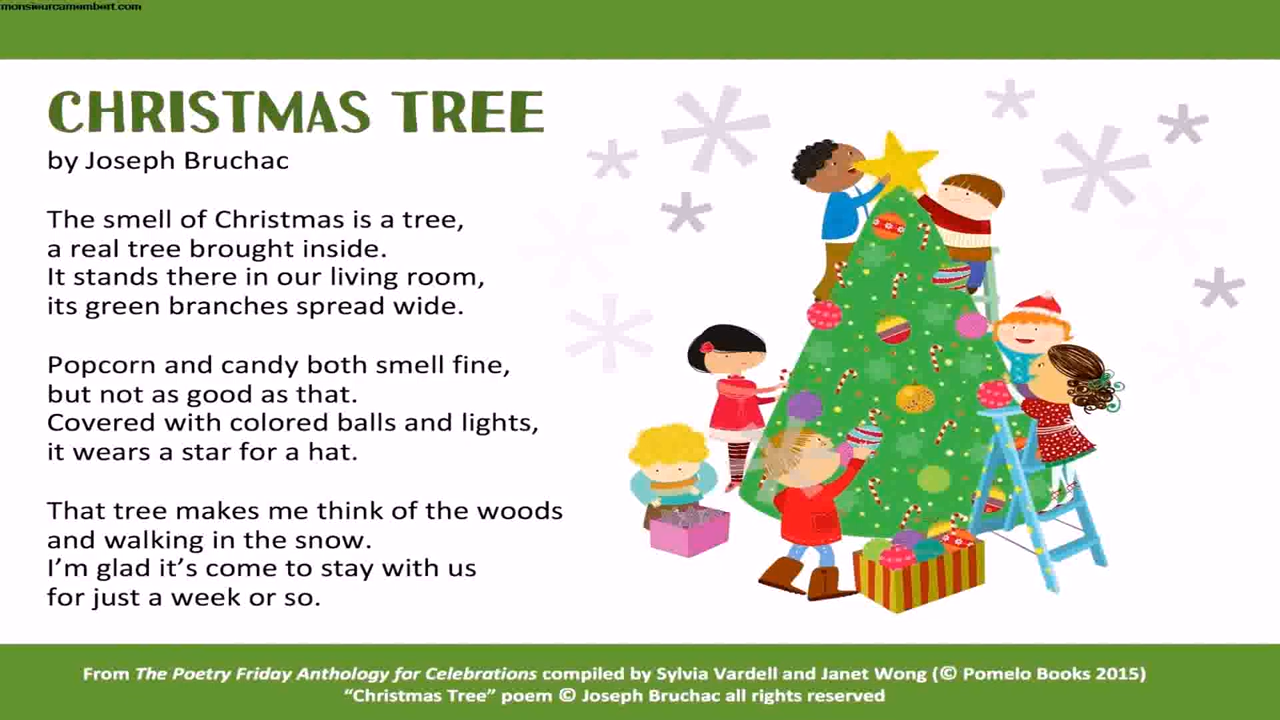 monsieurcamembert.com
CHRISTMAS TREE
by Joseph Bruchac
The smell of Christmas is a tree,
a real tree brought inside.
It stands there in our living room,
its green branches spread wide.
Popcorn and candy both smell fine,
but not as good as that.
Covered with colored balls and lights,
it wears a star for a hat.
That tree makes me think of the woods
and walking in the snow.
I’m glad it’s come to stay with us
for just a week or so.
From The Poetry Friday Anthology for Celebrations compiled by Sylvia Vardell and Janet Wong (© Pomelo Books 2015)
“Christmas Tree” poem © Joseph Bruchac all rights reserved